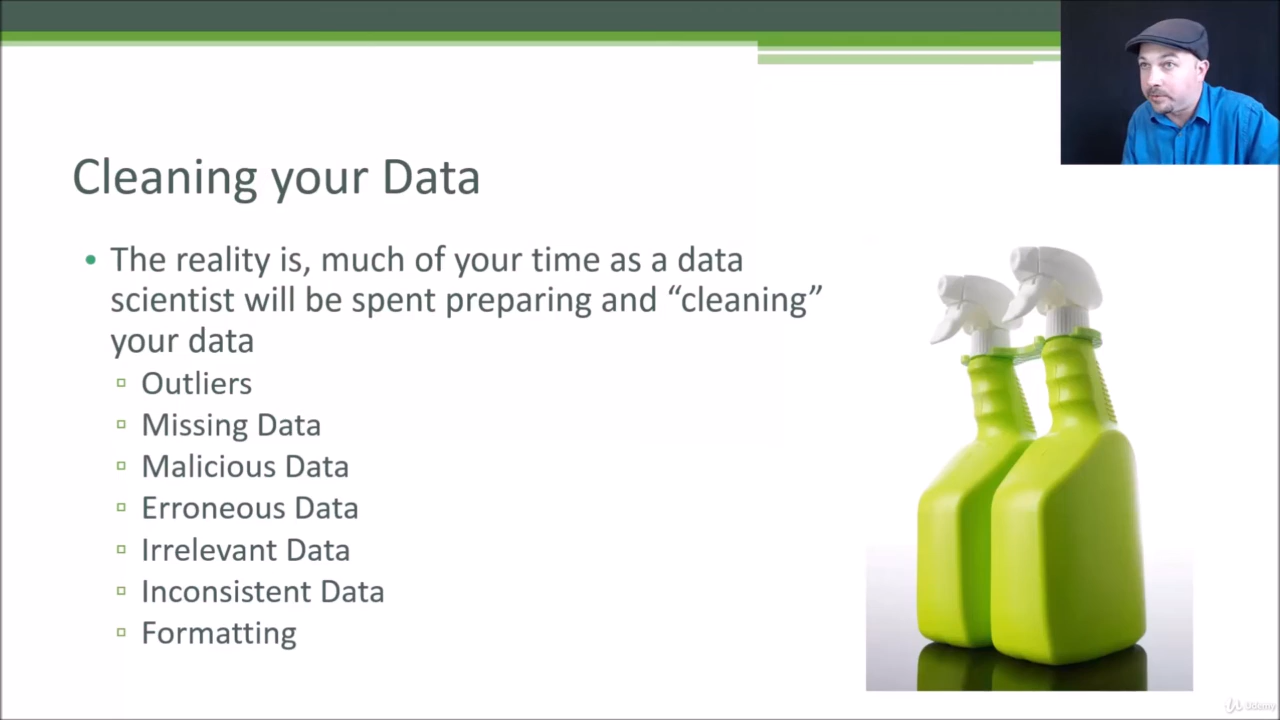 Cleaning your Data
• The reality is, much of your time as a data
scientist will be spent preparing and “cleaning”
your data
▫ Outliers
▫ Missing Data
▫ Malicious Data
▫ Erroneous Data
▫ Irrelevant Data
▫ Inconsistent Data
▫ Formatting
Udemy